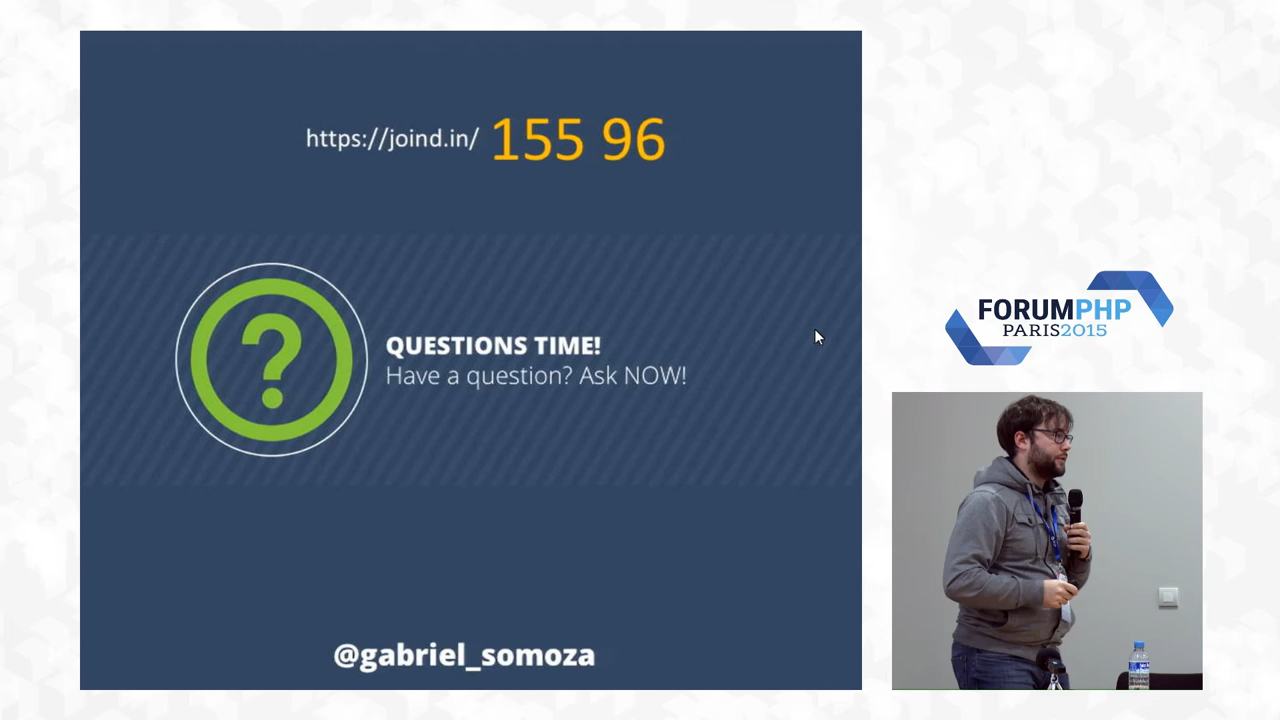 https://joind.in/ 155 96
QUESTIONS TIME!
Have a question? Ask NOW!
@gabriel_somoza
FORUMPHP
PARIS2015